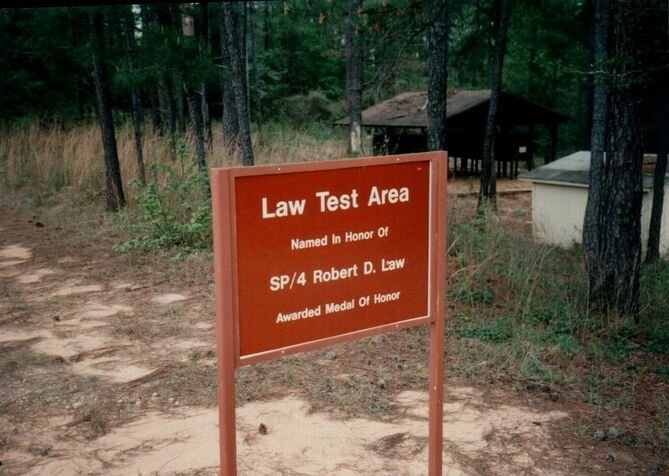 Law Test Area
Named In Honor Of
SP/4 Robert D. Law
Awarded Medal Of Honor